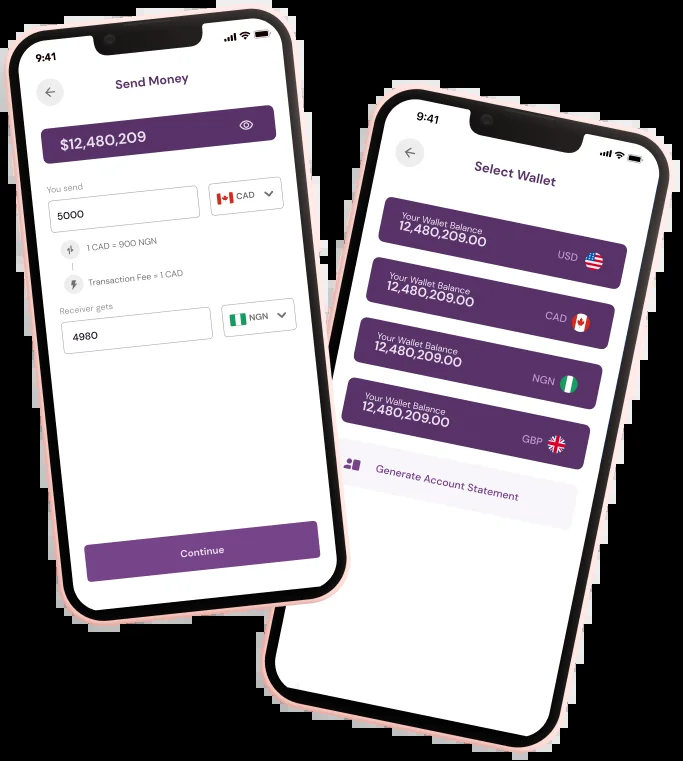 9:41
Send Money
$12,480,209
You send
5000
CAD
1 CAD = 900 NGN
Transaction Fee = 1 CAD
Receiver gets
4980
NGN
Continue
9:41
Select Wallet
Your Wallet Balance
12,480,209.00
USD
Your Wallet Balance
12,480,209.00
CAD
Your Wallet Balance
12,480,209.00
NGN
Your Wallet Balance
12,480,209.00
GBP
Generate Account Statement